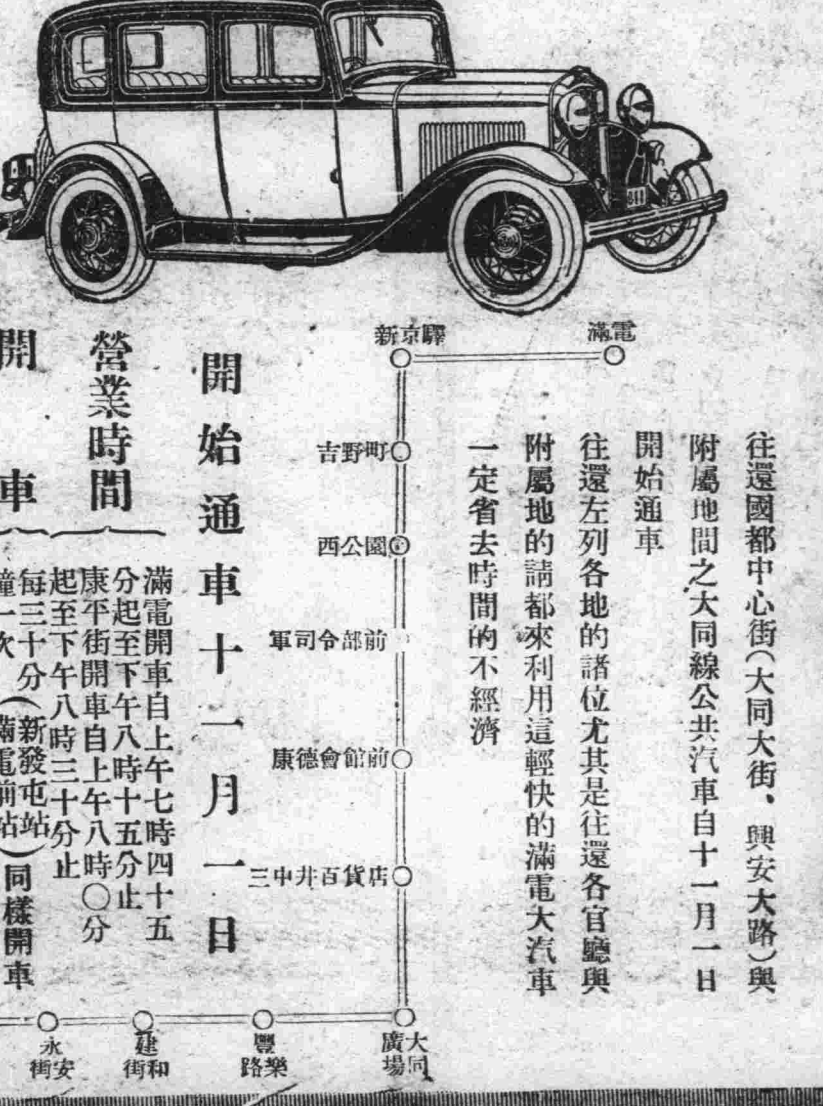 往還國都中心街(大同大街、興安大路)與
附屬地間之大同線公共汽車自十一月一日
開始通車
往還左列各地的諸位尤其是往還各官廳與
附屬地的請都來利用這輕快的滿電大汽車
一定省去時間的不經濟
滿電
新京驛
吉野町
西公園
軍司令部前
康德會館前
三中井百貨店
大同廣場
豐樂路
建和街
永安街
開始通車十一月一日
營業時間
滿電開車自上午七時四十五
分起至下午八時十五分止
康平街開車自上午八時〇分
起至下午八時三十分止
開車
每三十分(新發屯站
鐘一次(滿電前站)同樣開車